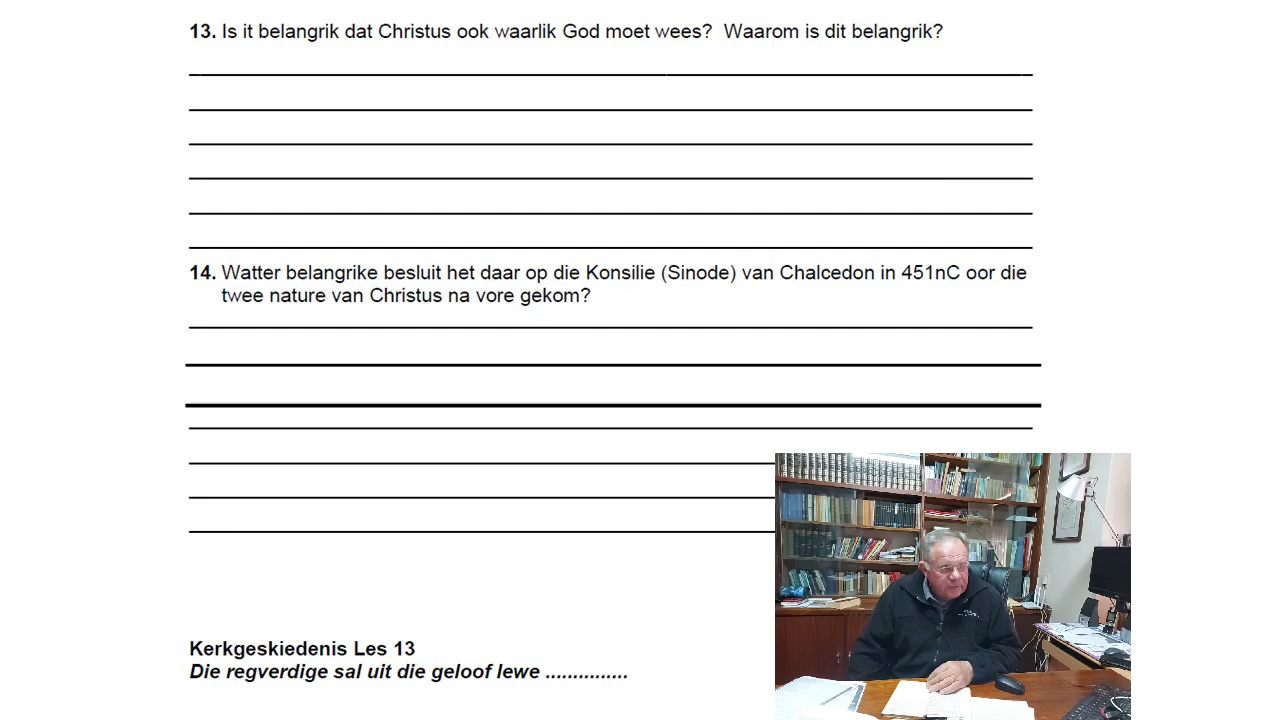 13. Is it belangrik dat Christus ook waarlik God moet wees? Waarom is dit belangrik?
14. Watter belangrike besluit het daar op die Konsilie (Sinode) van Chalcedon in 451nC oor die
twee nature van Christus na vore gekom?
Kerkgeskiedenis Les 13
Die regverdige sal uit die geloof lewe ...............